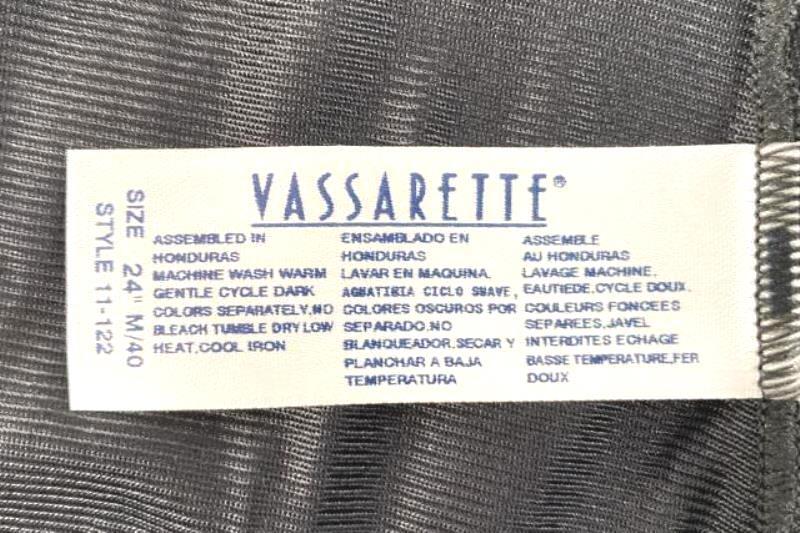 VASSARETTE®
SIZE 24" M/40
STYLE 11-122
ASSEMBLED IN
HONDURAS
MACHINE WASH WARM
GENTLE CYCLE DARK
COLORS SEPARATELY,NO
BLEACH TUMBLE DRY LOW
HEAT,COOL IRON
ENSAMBLADO EN
HONDURAS
LAVAR EN MAQUINA.
AGUATIBIA CICLO SUAVE,
COLORES OSCUROS POR
SEPARADO.NO
BLANQUEADOR.SECAR Y
PLANCHAR A BAJA
TEMPERATURA
ASSEMBLE
AU HONDURAS
LAVAGE MACHINE.
EAUTIEDE.CYCLE DOUX.
COULEURS FONCEES
SEPAREES.JAVEL
INTERDITES ECHAGE
BASSE TEMPERATURE,FER
DOUX